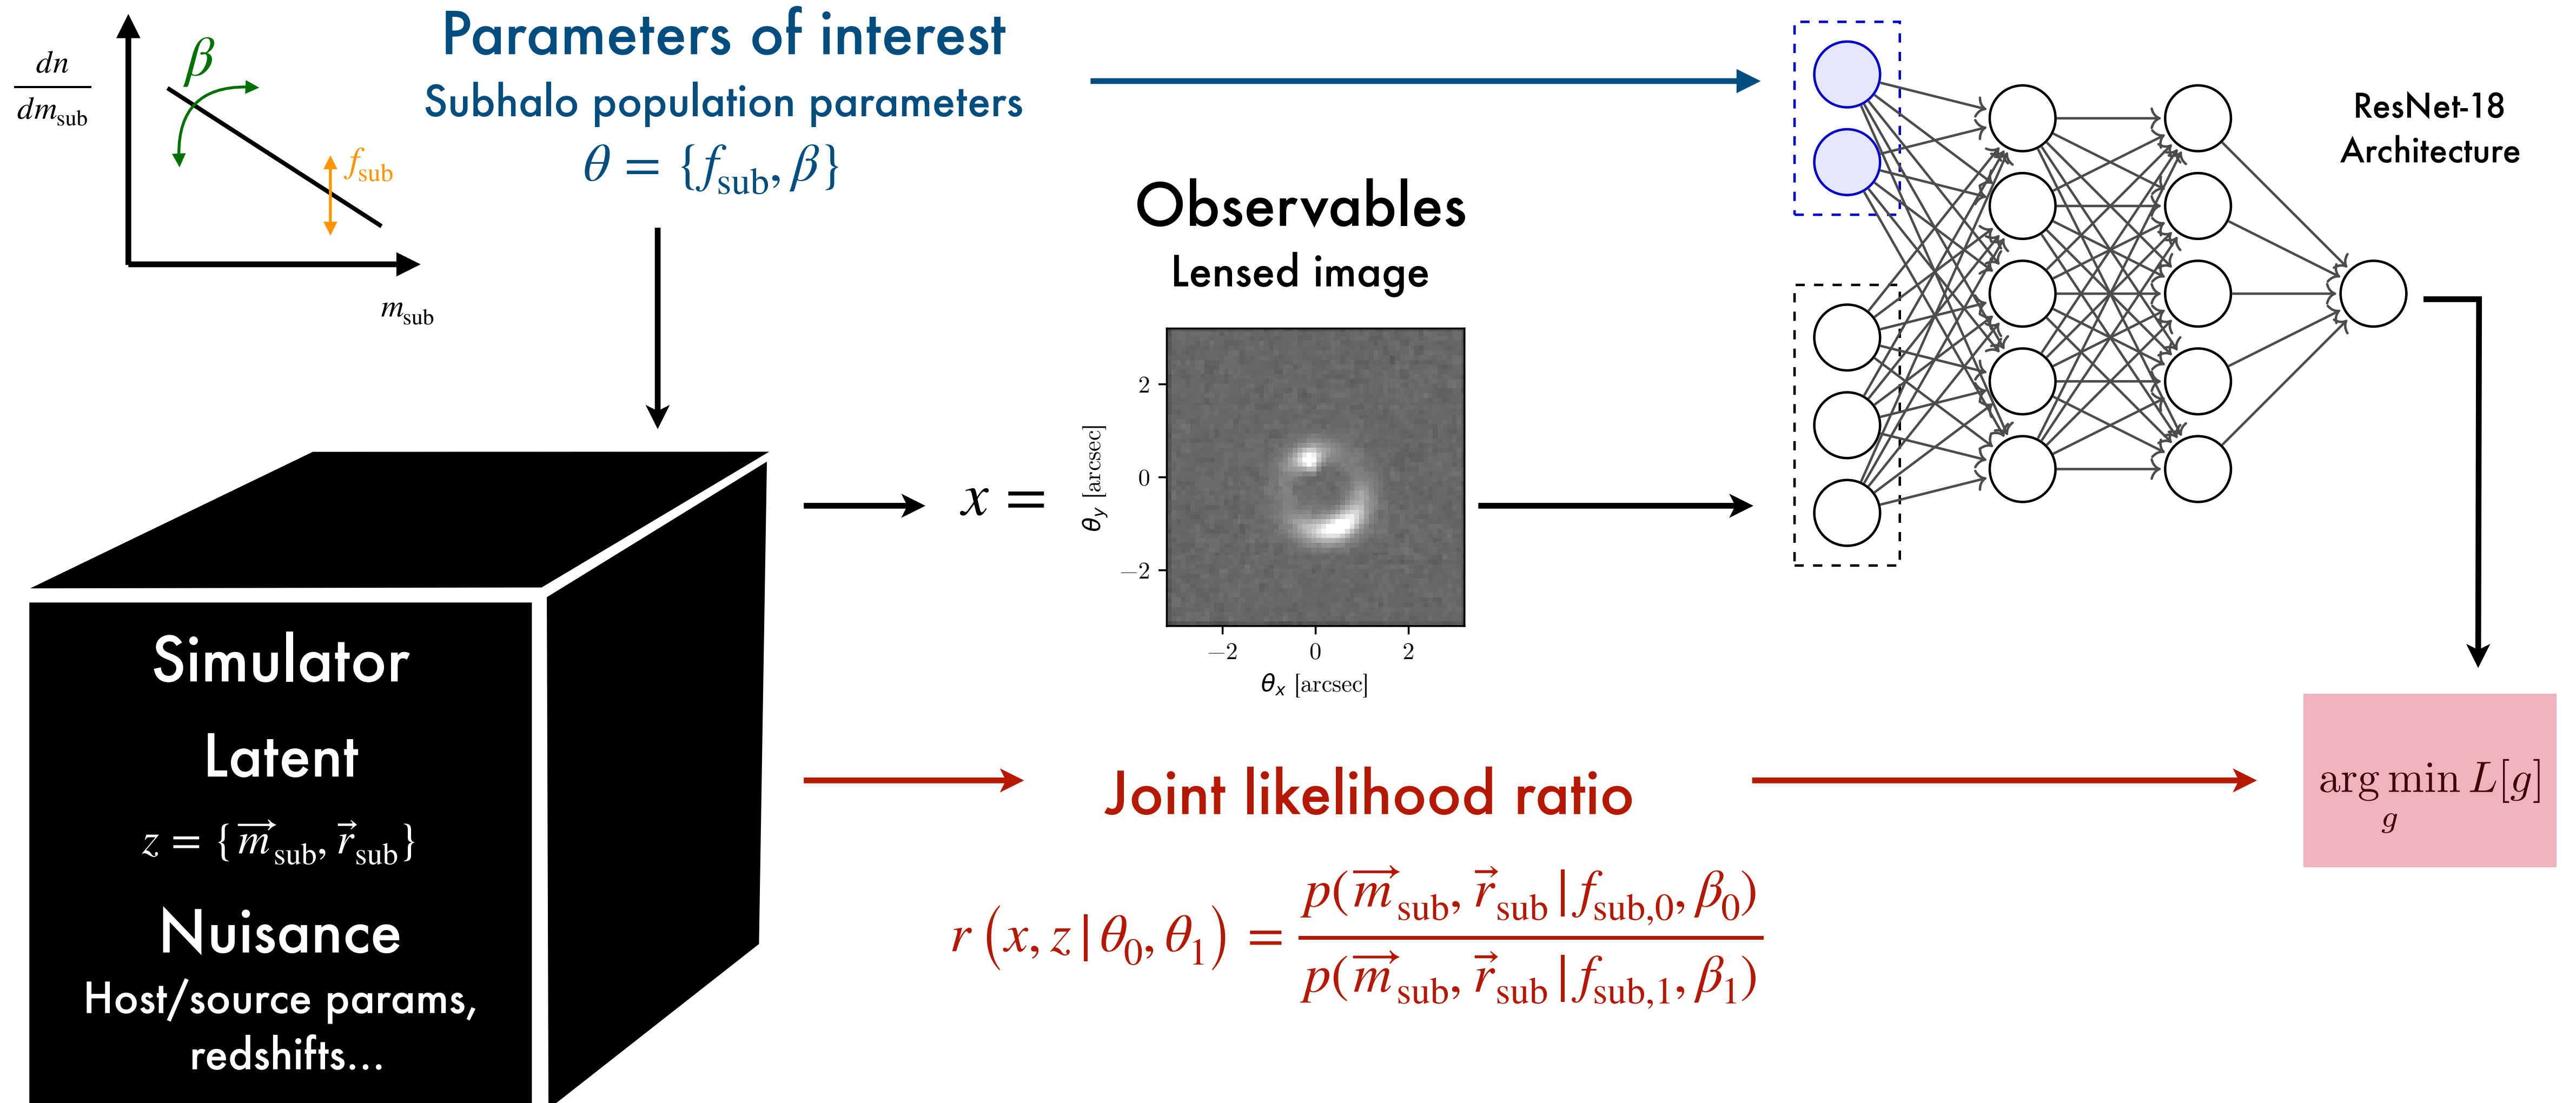 dn
dm_sub
β
f_sub
m_sub
Parameters of interest
Subhalo population parameters
θ = {f_sub, β}
Observables
Lensed image
2
0
−2
θ_y [arcsec]
−2 0 2
θ_x [arcsec]
x =
ResNet-18
Architecture
Simulator
Latent
z = {m⃗_sub, r⃗_sub}
Nuisance
Host/source params,
redshifts...
Joint likelihood ratio
r (x, z | θ_0, θ_1) = p(m⃗_sub, r⃗_sub | f_sub,0, β_0)
p(m⃗_sub, r⃗_sub | f_sub,1, β_1)
arg min L[g]
g